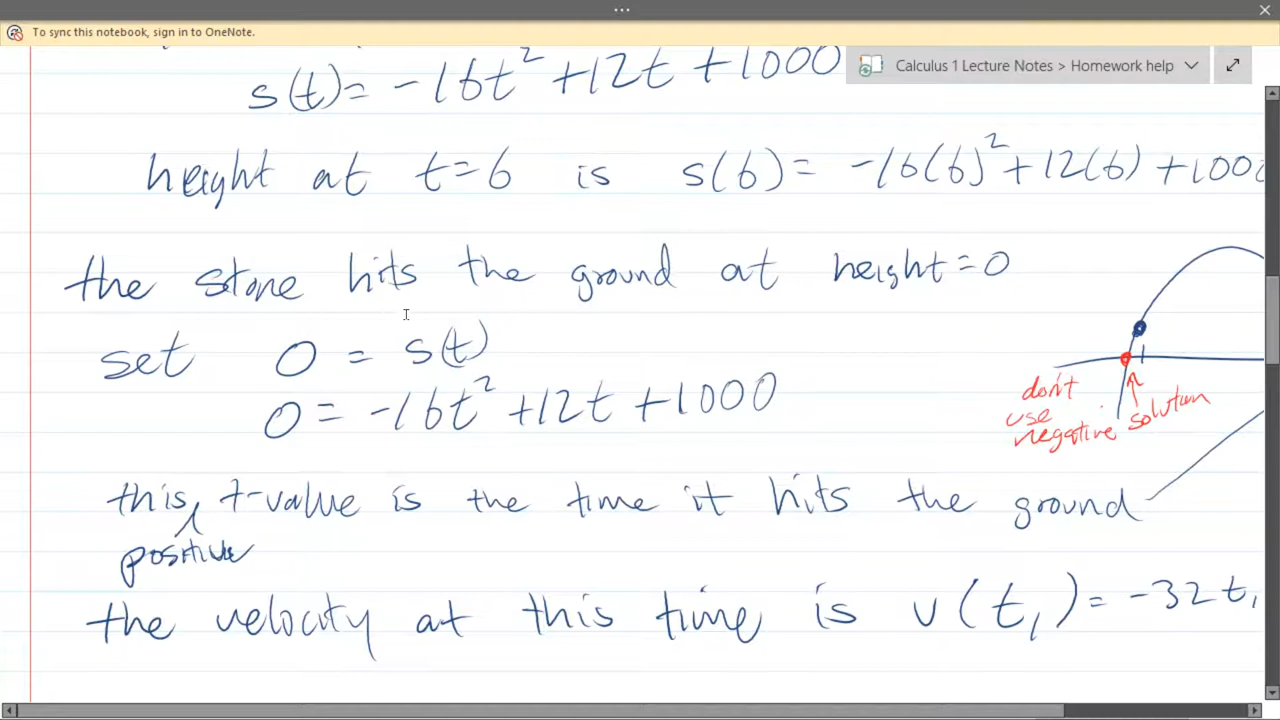 To sync this notebook, sign in to OneNote.
Calculus 1 Lecture Notes > Homework help
s(t)= -16t² +12t +1000
height at t=6 is s(6)= -16(6)²+12(6) +1000
the stone hits the ground at height=0
set 0 = s(t)
0 = -16t² +12t +1000
don't
use
negative solution
this positive t-value is the time it hits the ground
the velocity at this time is v(t₁)= -32t₁